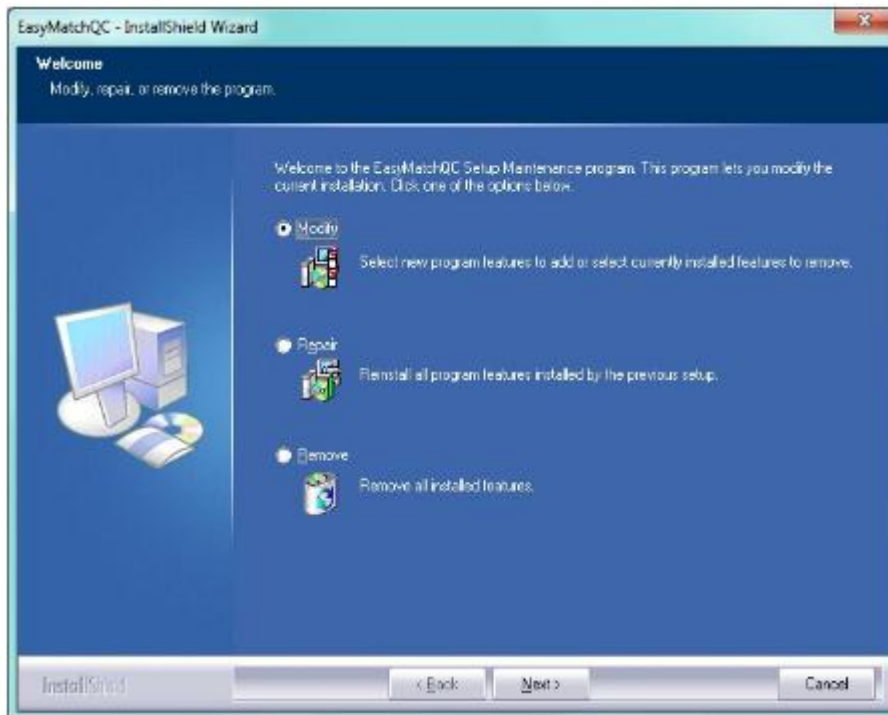 EasyMatchQC - InstallShield Wizard
Welcome
Modify, repair, or remove the program.
Welcome to the EasyMatchQC Setup Maintenance program. This program lets you modify the
current installation. Click one of the options below.
Modify
Select new program features to add or select currently installed features to remove.
Repair
Reinstall all program features installed by the previous setup.
Remove
Remove all installed features.
InstallShield
< Back
Next >
Cancel